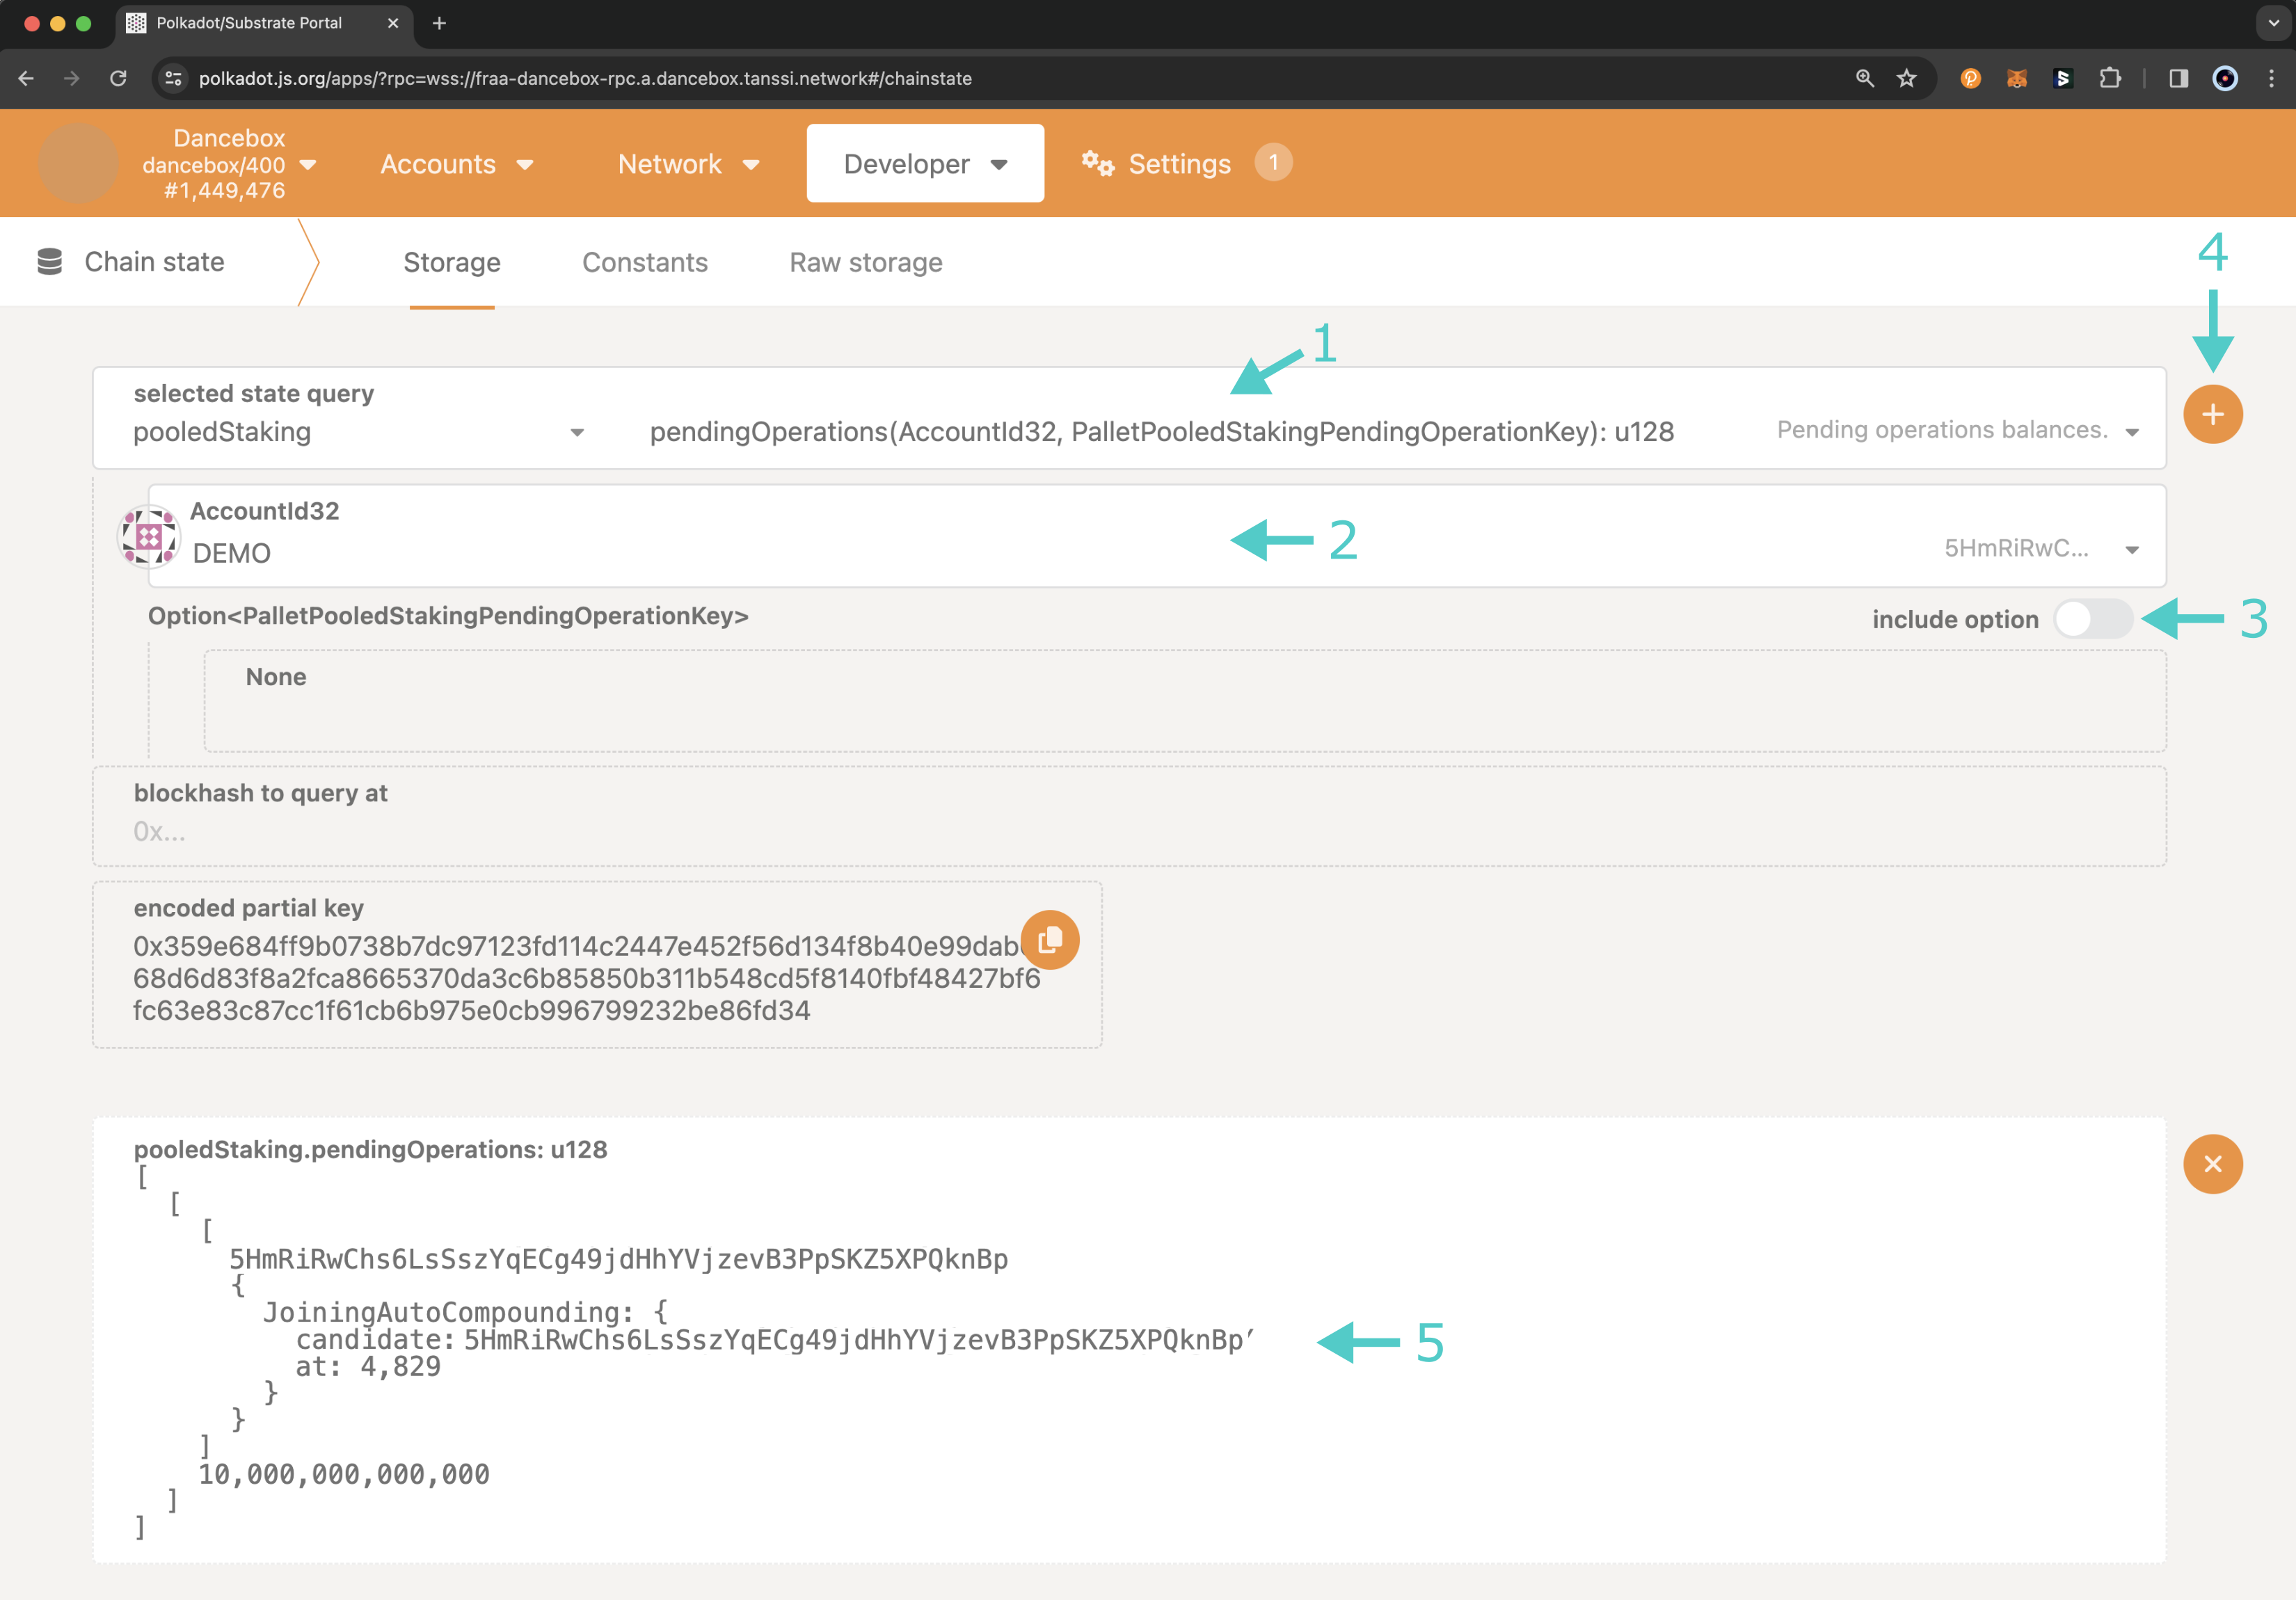 Polkadot/Substrate Portal
polkadot.js.org/apps/?rpc=wss://fraa-dancebox-rpc.a.dancebox.tanssi.network#/chainstate
Dancebox
dancebox/400
#1,449,476
Accounts
Network
Developer
Settings
1
Chain state
Storage
Constants
Raw storage
4
1
selected state query
pooledStaking
pendingOperations(AccountId32, PalletPooledStakingPendingOperationKey): u128
Pending operations balances.
AccountId32
DEMO
2
5HmRiRwC...
Option<PalletPooledStakingPendingOperationKey>
include option
3
None
blockhash to query at
0x...
encoded partial key
68d6d83f8a2fca8665370da3c6b85850b311b548cd5f8140fbf48427bf6
fc63e83c87cc1f61cb6b975e0cb996799232be86fd34
pooledStaking.pendingOperations: u128
[
[
[
5HmRiRwChs6LsSszYqECg49jdHhYVjzevB3PpSKZ5XPQknBp
{
JoiningAutoCompounding: {
candidate: 5HmRiRwChs6LsSszYqECg49jdHhYVjzevB3PpSKZ5XPQknBp
5
at: 4,829
}
}
]
10,000,000,000,000
]
]